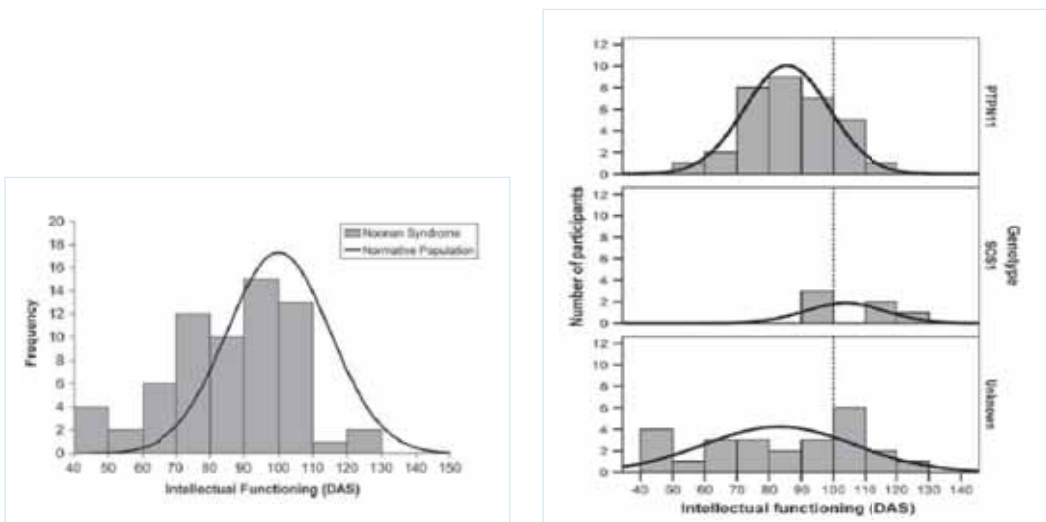 20
18
16
14
12
10
8
6
4
2
0
Frequency
Noonan Syndrome
Normative Population
40 50 60 70 80 90 100 110 120 130 140 150
Intellectual Functioning (DAS)
12
10
8
6
4
2
0
PTPN11
12
10
8
6
4
2
0
SOS1
12
10
8
6
4
2
0
Unknown
Number of participants
Genotype
40 50 60 70 80 90 100 110 120 130 140
Intellectual functioning (DAS)